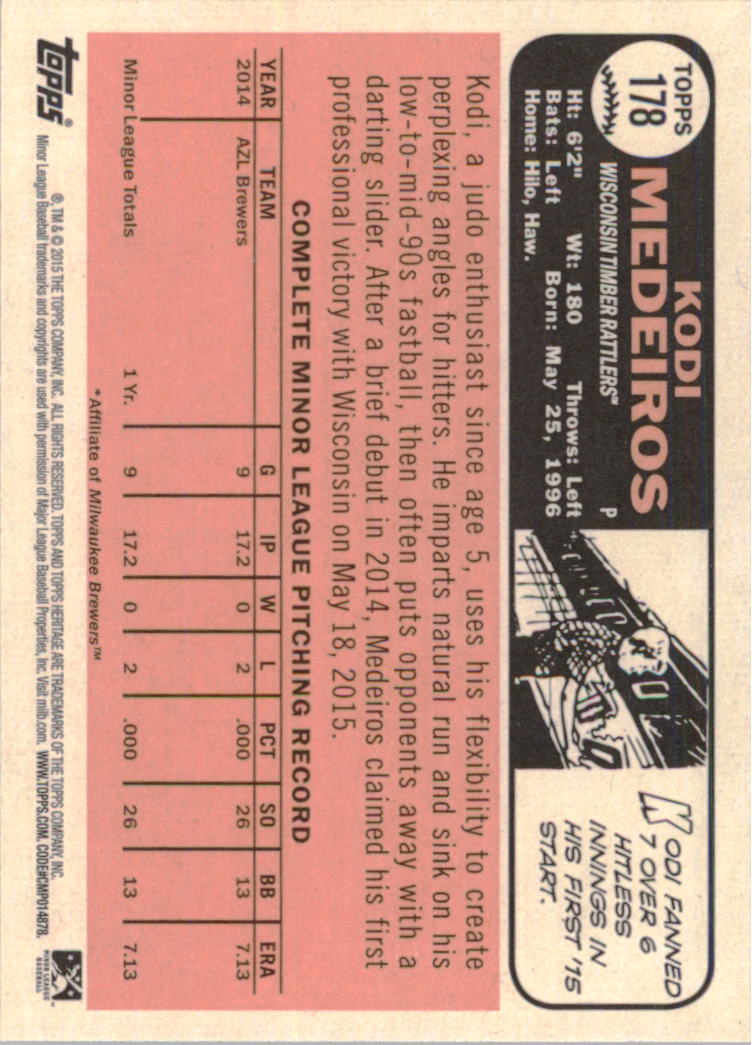 TOPPS
178
KODI
MEDEIROS
WISCONSIN TIMBER RATTLERS™ P
Ht: 6'2" Wt: 180 Throws: Left
Bats: Left Born: May 25, 1996
Home: Hilo, Haw.
KODI FANNED
7 OVER 6
HITLESS
INNINGS IN
HIS FIRST '15
START.
Kodi, a judo enthusiast since age 5, uses his flexibility to create
perplexing angles for hitters. He imparts natural run and sink on his
low-to-mid-90s fastball, then often puts opponents away with a
darting slider. After a brief debut in 2014, Medeiros claimed his first
professional victory with Wisconsin on May 18, 2015.
COMPLETE MINOR LEAGUE PITCHING RECORD
YEAR TEAM G IP W L PCT SO BB ERA
2014 AZL Brewers 9 17.2 0 2 .000 26 13 7.13
Minor League Totals 1 Yr. 9 17.2 0 2 .000 26 13 7.13
*Affiliate of Milwaukee Brewers™
topps®
®, TM & © 2015 THE TOPPS COMPANY, INC. ALL RIGHTS RESERVED. TOPPS AND TOPPS HERITAGE ARE TRADEMARKS OF THE TOPPS COMPANY, INC.
Minor League Baseball trademarks and copyrights are used with permission of Major League Baseball Properties, Inc. Visit milb.com. WWW.TOPPS.COM. CODE#CMP014878.
MINOR LEAGUE
BASEBALL™